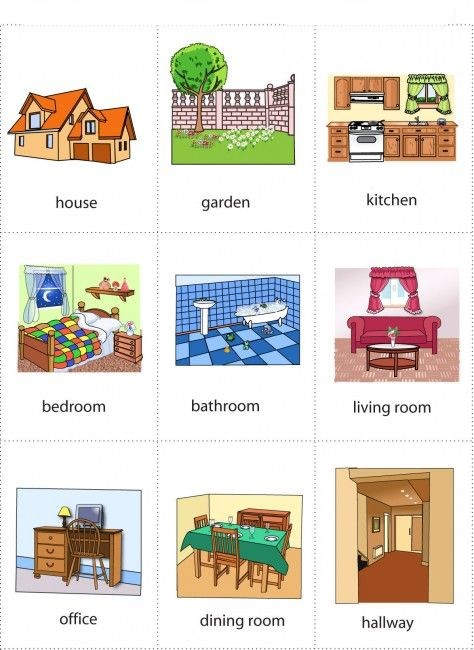 house
garden
kitchen
bedroom
bathroom
living room
office
dining room
hallway